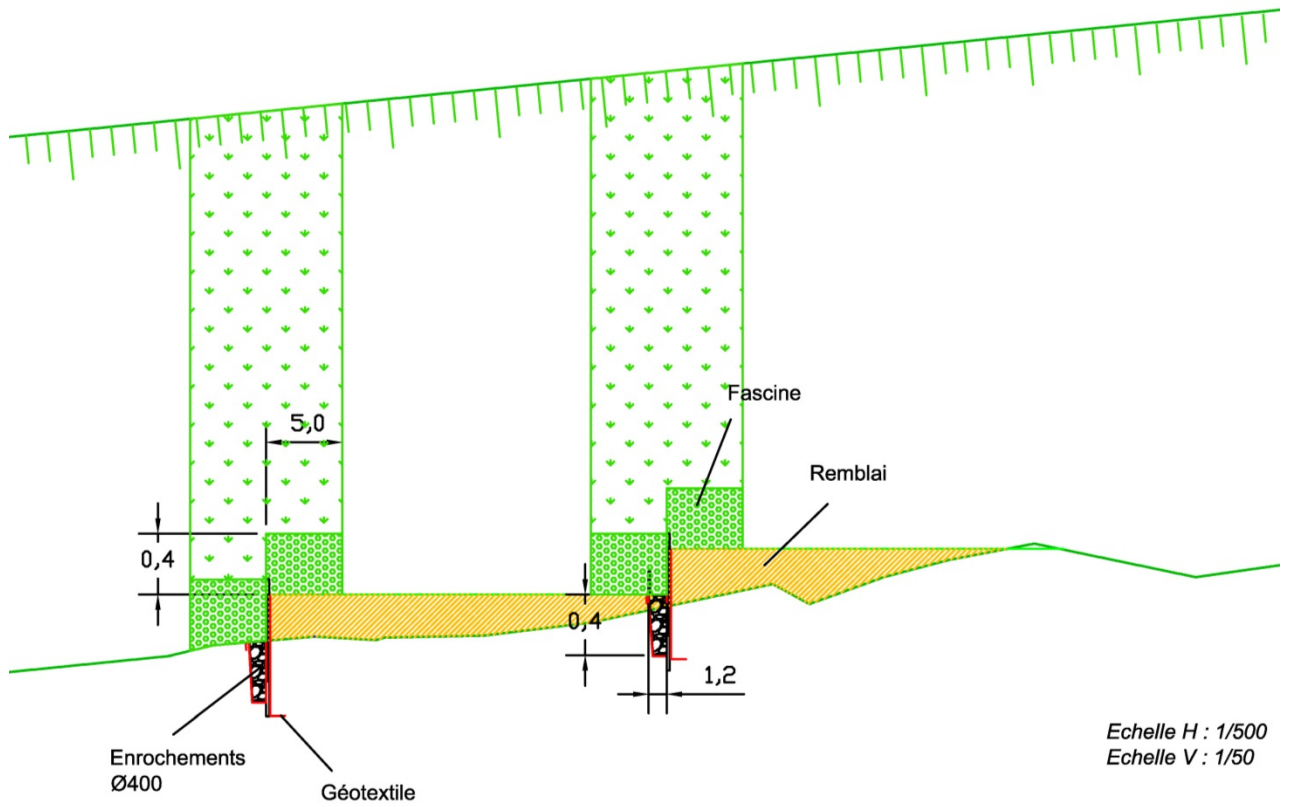 Fascine
5,0
Remblai
0,4
0,4
1,2
Enrochements
Ø400
Géotextile
Echelle H : 1/500
Echelle V : 1/50